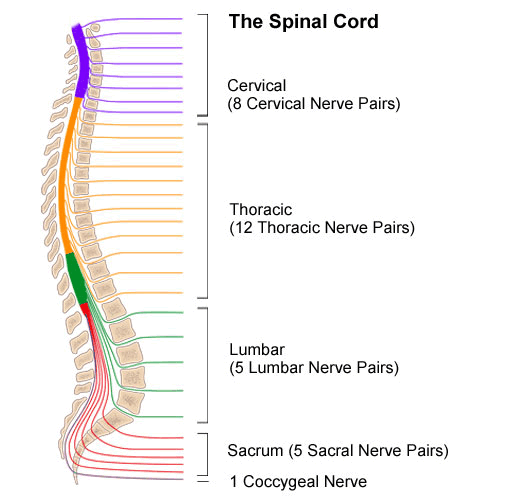 The Spinal Cord
Cervical
(8 Cervical Nerve Pairs)
Thoracic
(12 Thoracic Nerve Pairs)
Lumbar
(5 Lumbar Nerve Pairs)
Sacrum (5 Sacral Nerve Pairs)
1 Coccygeal Nerve